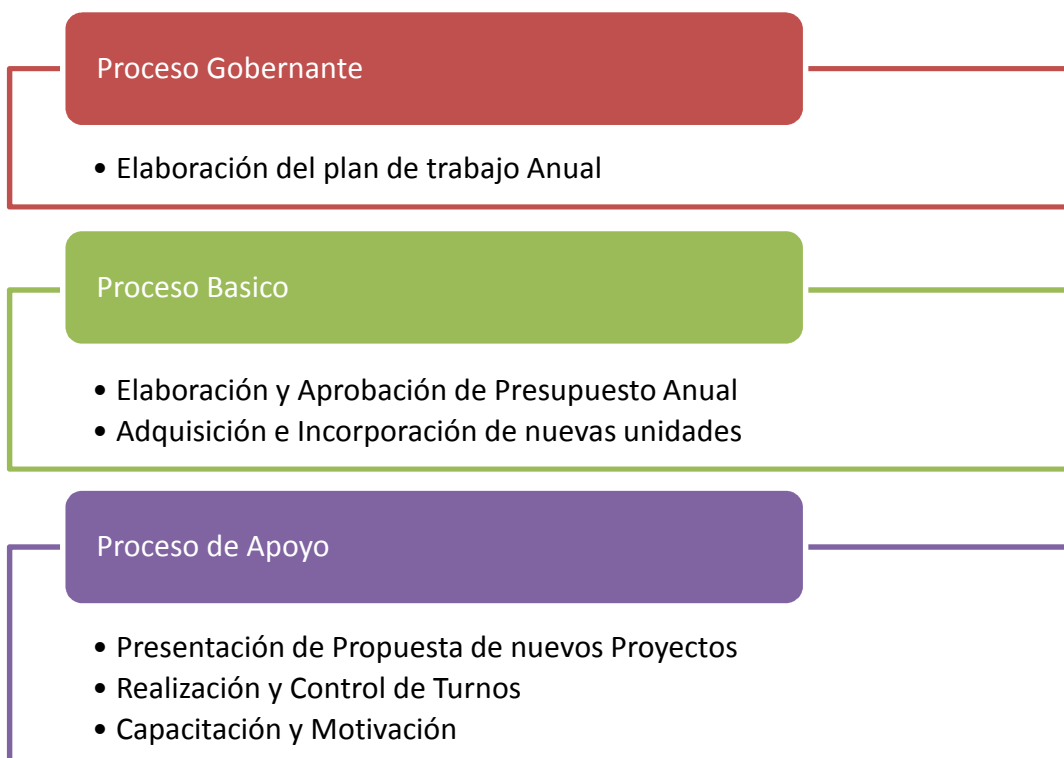 Proceso Gobernante
• Elaboración del plan de trabajo Anual
Proceso Basico
• Elaboración y Aprobación de Presupuesto Anual
• Adquisición e Incorporación de nuevas unidades
Proceso de Apoyo
• Presentación de Propuesta de nuevos Proyectos
• Realización y Control de Turnos
• Capacitación y Motivación